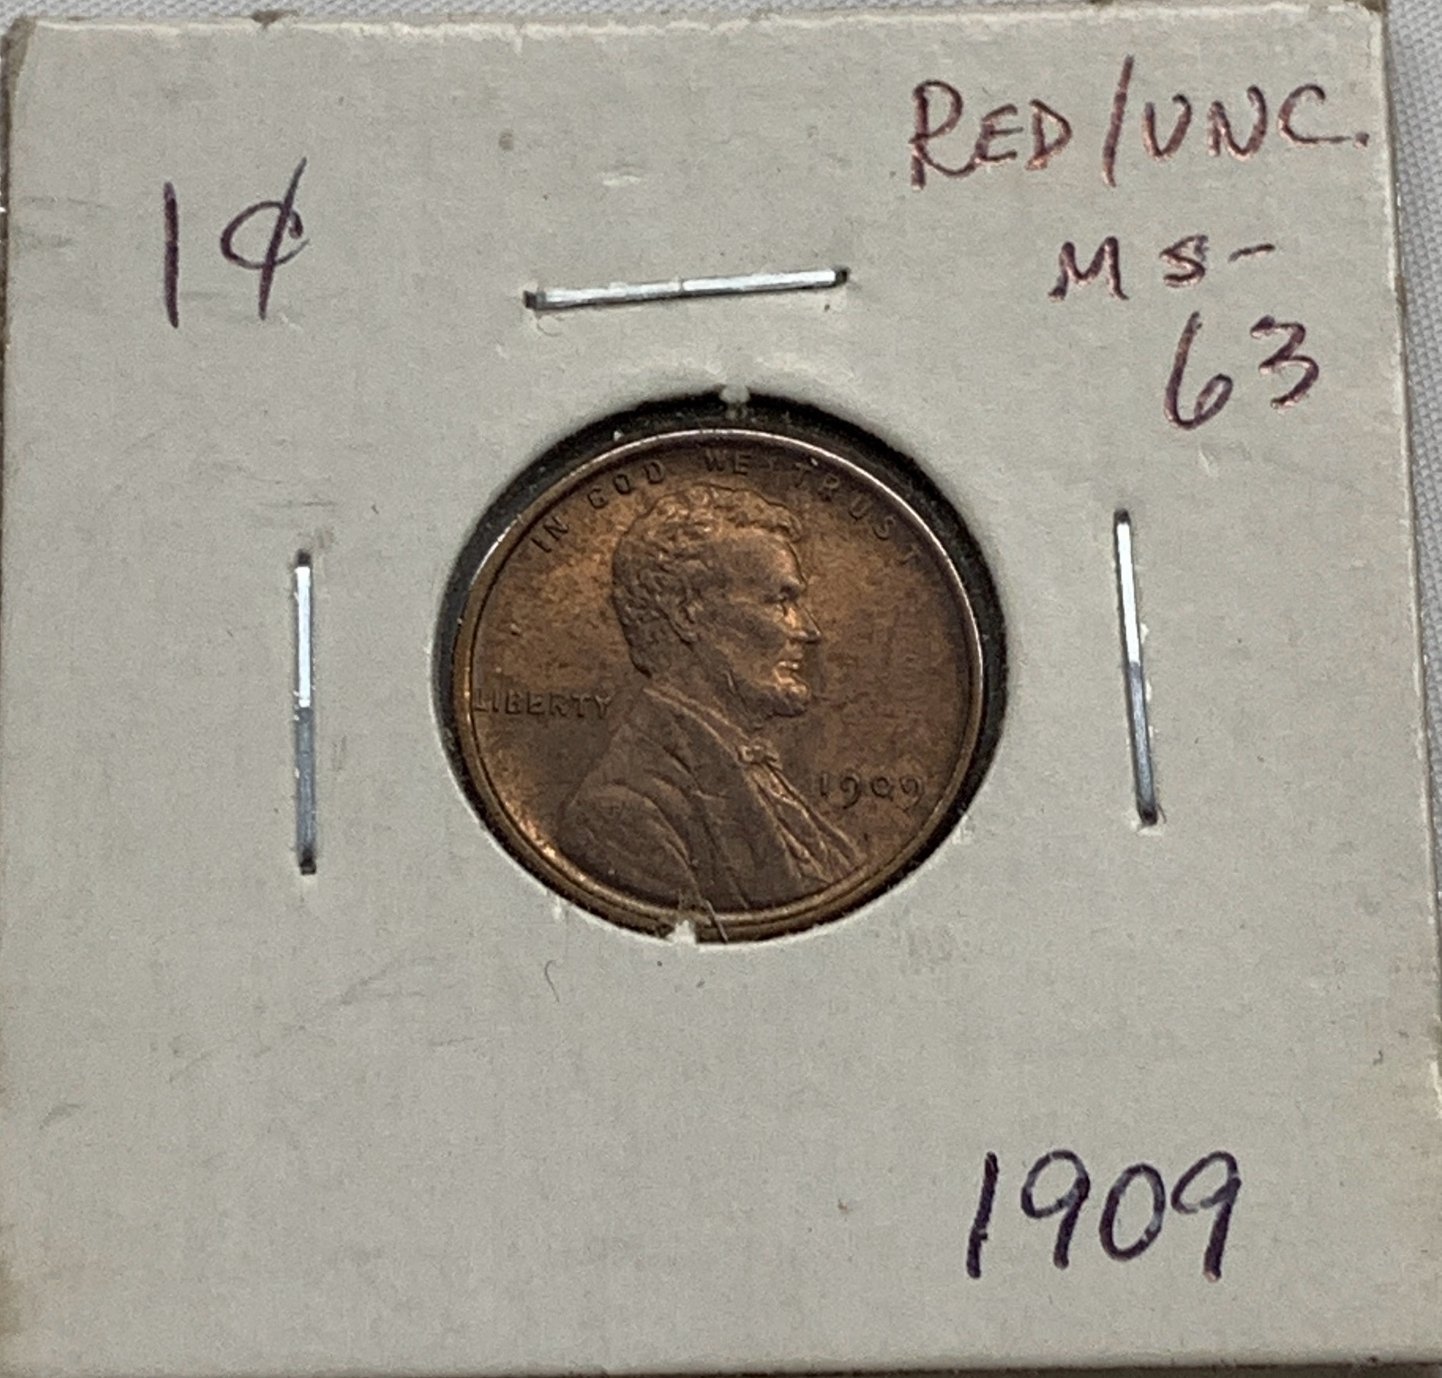 RED/UNC.
1¢
MS-
63
IN GOD WE TRUST
LIBERTY
1909
1909